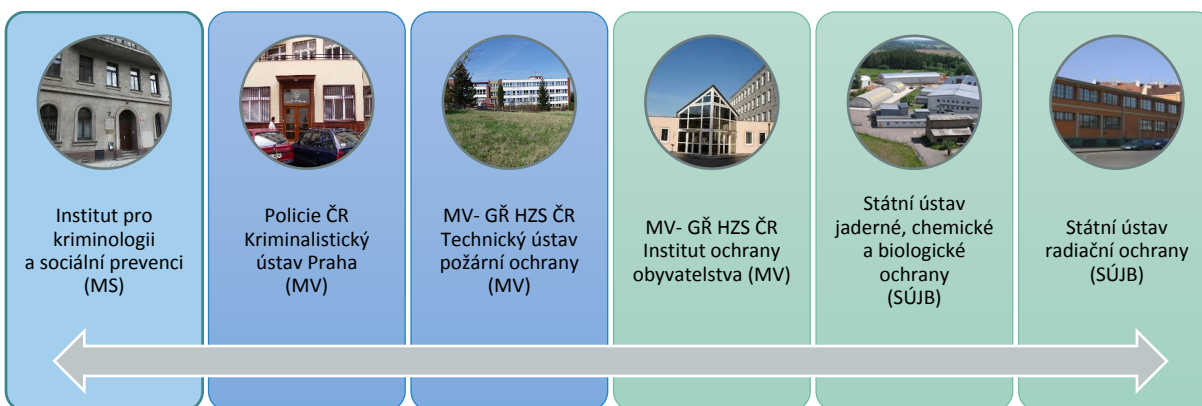 Institut pro
kriminologii
a sociální prevenci
(MS)
Policie ČR
Kriminalistický
ústav Praha
(MV)
MV- GŘ HZS ČR
Technický ústav
požární ochrany
(MV)
MV- GŘ HZS ČR
Institut ochrany
obyvatelstva (MV)
Státní ústav
jaderné, chemické
a biologické
ochrany
(SÚJB)
Státní ústav
radiační ochrany
(SÚJB)